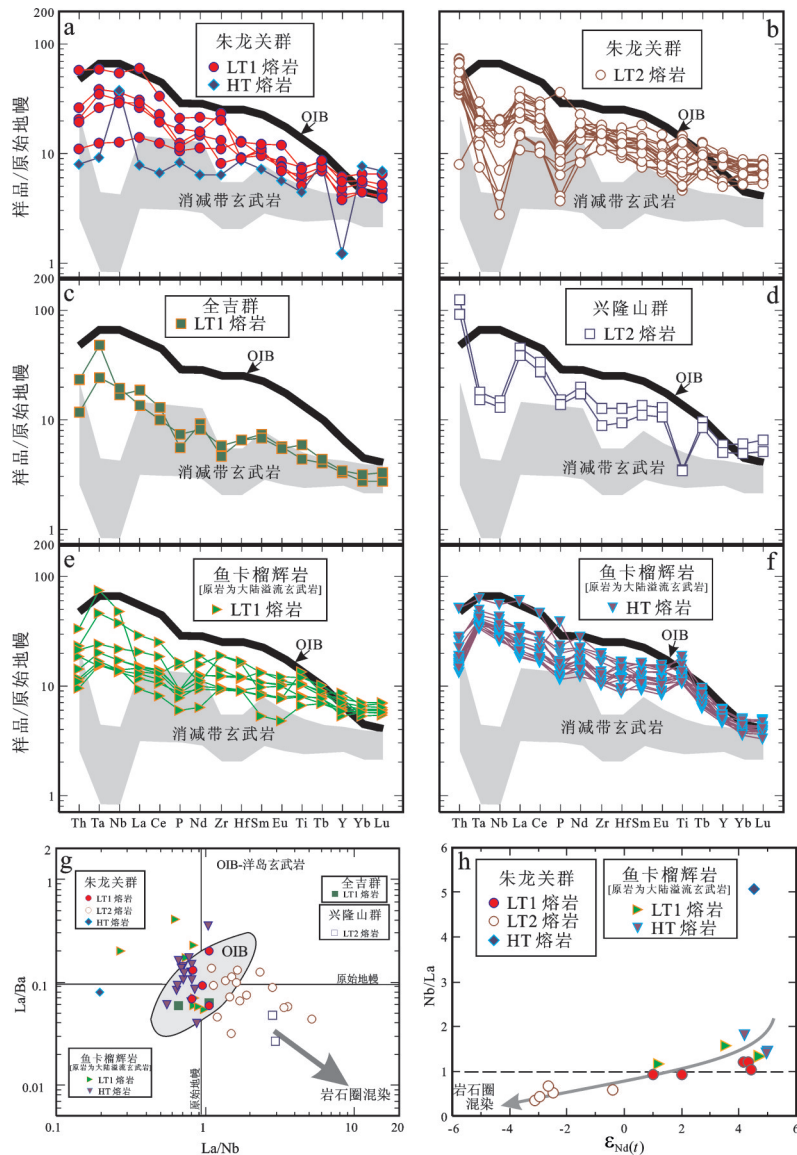 a
朱龙关群
LT1 熔岩
HT 熔岩
OIB
消减带玄武岩
样品/原始地幔
200
100
10
1
b
朱龙关群
LT2 熔岩
OIB
消减带玄武岩
200
100
10
1
c
全吉群
LT1 熔岩
OIB
消减带玄武岩
样品/原始地幔
200
100
10
1
d
兴隆山群
LT2 熔岩
OIB
消减带玄武岩
200
100
10
1
e
鱼卡榴辉岩
[原岩为大陆溢流玄武岩]
LT1 熔岩
OIB
消减带玄武岩
样品/原始地幔
200
100
10
1
Th Ta Nb La Ce P Nd Zr Hf Sm Eu Ti Tb Y Yb Lu
f
鱼卡榴辉岩
[原岩为大陆溢流玄武岩]
HT 熔岩
OIB
消减带玄武岩
100
10
1
Th Ta Nb La Ce P Nd Zr Hf Sm Eu Ti Tb Y Yb Lu
g
OIB-洋岛玄武岩
朱龙关群
LT1 熔岩
LT2 熔岩
HT 熔岩
全吉群
LT1 熔岩
兴隆山群
LT2 熔岩
OIB
原始地幔
鱼卡榴辉岩
[原岩为大陆溢流玄武岩]
LT1 熔岩
HT 熔岩
原始地幔
岩石圈混染
La/Ba
2
1
0.1
0.01
0.1 1 10 20
La/Nb
h
朱龙关群
LT1 熔岩
LT2 熔岩
HT 熔岩
鱼卡榴辉岩
[原岩为大陆溢流玄武岩]
LT1 熔岩
HT 熔岩
岩石圈
混染
Nb/La
6
5
4
3
2
1
0
-6 -4 -2 0 2 4 6
εNd(t)